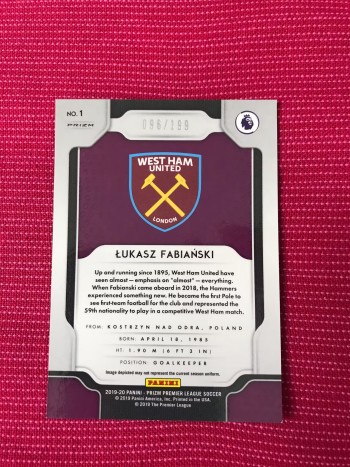 NO. 1
PRIZM
096/199
WEST HAM
UNITED
LONDON
ŁUKASZ FABIAŃSKI
Up and running since 1895, West Ham United have
seen almost — emphasis on "almost" — everything.
When Fabiański came aboard in 2018, the Hammers
experienced something new. He became the first Pole to
see first-team football for the club and represented the
59th nationality to play in a competitive West Ham match.
FROM: KOSTRZYN NAD ODRA, POLAND
BORN: APRIL 18, 1985
HT: 1.90 M (6 FT 3 IN)
POSITION: GOALKEEPER
Image depicted may not represent the current season uniform.
PANINI
2019-20 PANINI - PRIZM PREMIER LEAGUE SOCCER
© 2019 Panini America, Inc. Printed in the USA.
© 2019 The Premier League